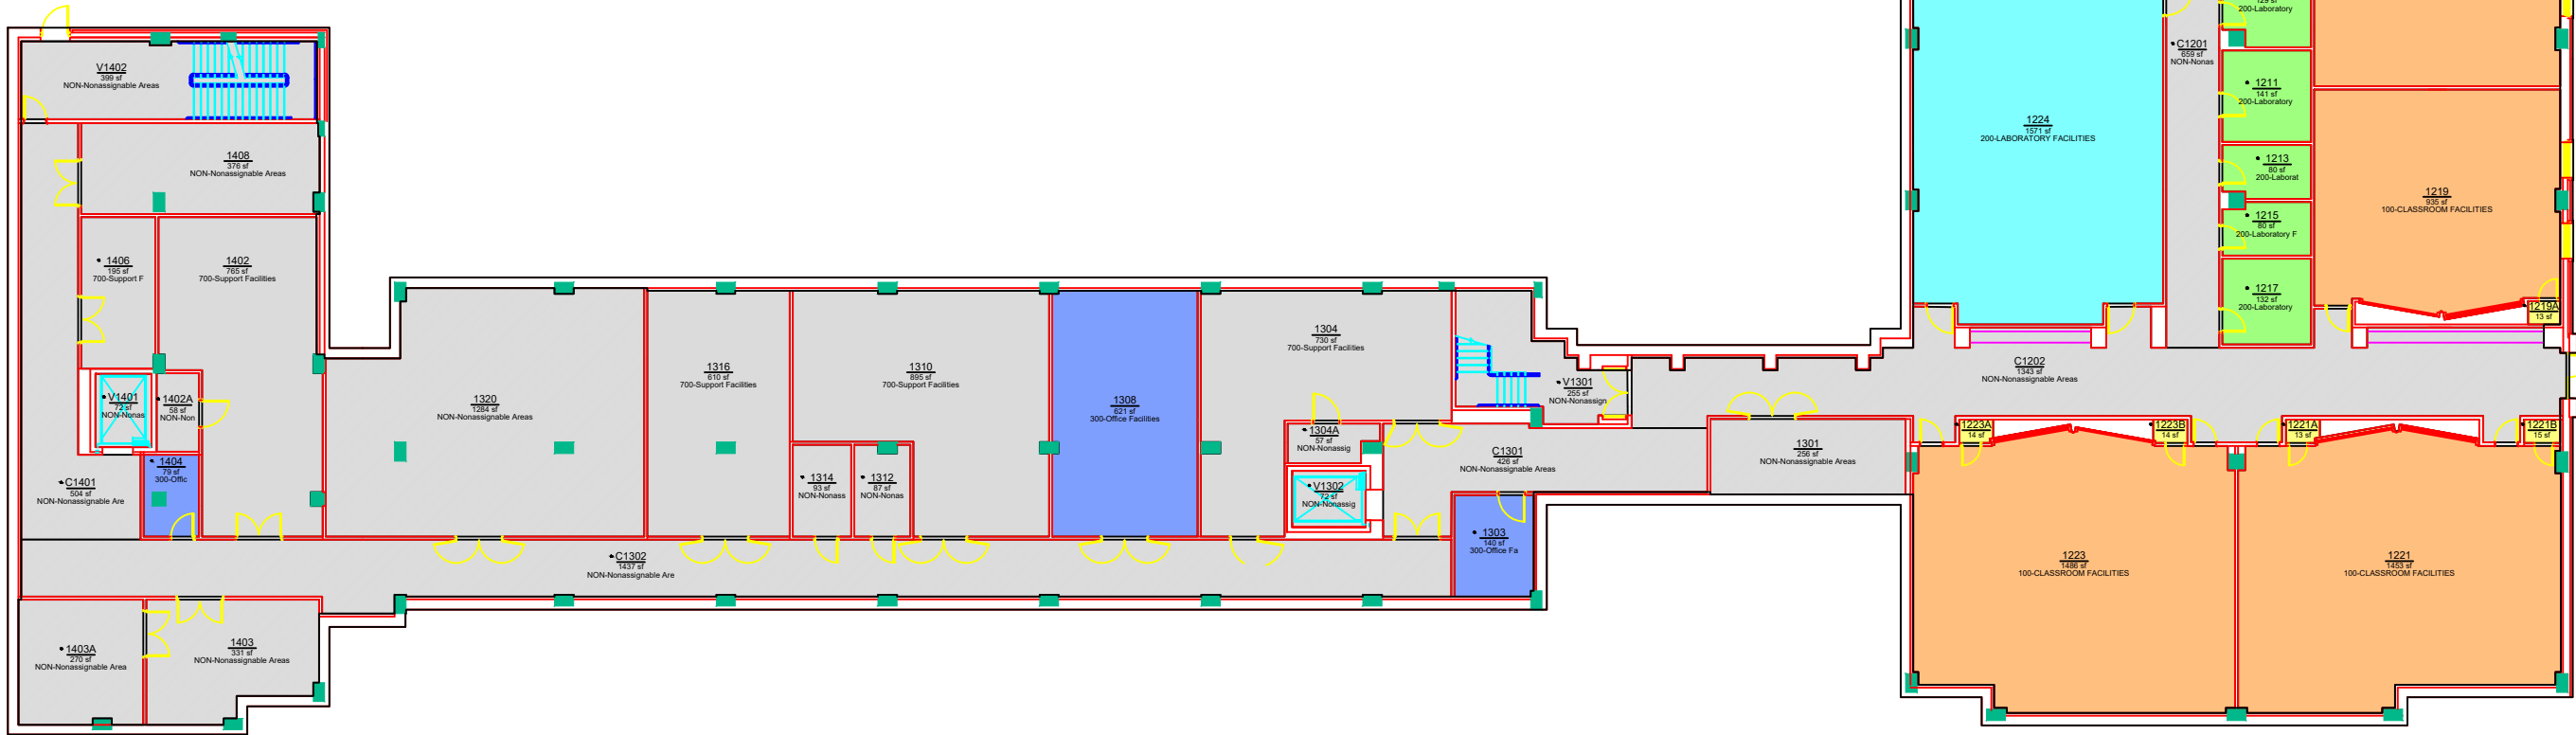 V1402
399 sf
NON-Nonassignable Areas
1408
376 sf
NON-Nonassignable Areas
1406
195 sf
700-Support F
1402
765 sf
700-Support Facilities
V1401
72 sf
NON-Nonas
1402A
58 sf
NON-Non
1404
79 sf
300-Offic
C1401
504 sf
NON-Nonassignable Are
1403A
270 sf
NON-Nonassignable Area
1403
331 sf
NON-Nonassignable Areas
1320
1284 sf
NON-Nonassignable Areas
1316
610 sf
700-Support Facilities
1310
895 sf
700-Support Facilities
1314
93 sf
NON-Nonass
1312
87 sf
NON-Nonas
C1302
1437 sf
NON-Nonassignable Are
1308
621 sf
300-Office Facilities
1304
730 sf
700-Support Facilities
1304A
57 sf
NON-Nonassig
V1302
72 sf
NON-Nonassig
C1301
426 sf
NON-Nonassignable Areas
1303
140 sf
300-Office Fa
V1301
255 sf
NON-Nonassign
1301
256 sf
NON-Nonassignable Areas
1224
1571 sf
200-LABORATORY FACILITIES
C1201
659 sf
NON-Nonas
129 sf
200-Laboratory
1211
141 sf
200-Laboratory
1213
80 sf
200-Laborat
1215
80 sf
200-Laboratory F
1217
132 sf
200-Laboratory
1219
935 sf
100-CLASSROOM FACILITIES
1219A
13 sf
C1202
1343 sf
NON-Nonassignable Areas
1223A
14 sf
1223B
14 sf
1221A
13 sf
1221B
15 sf
1223
1486 sf
100-CLASSROOM FACILITIES
1221
1453 sf
100-CLASSROOM FACILITIES